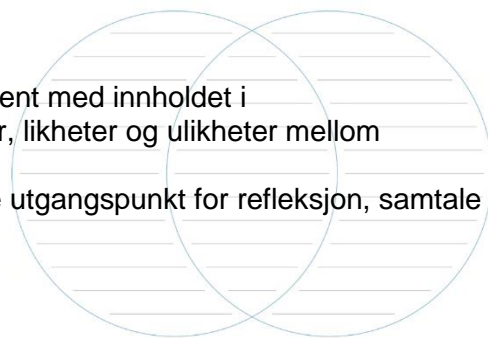 ent med innholdet i
r, likheter og ulikheter mellom
utgangspunkt for refleksjon, samtale